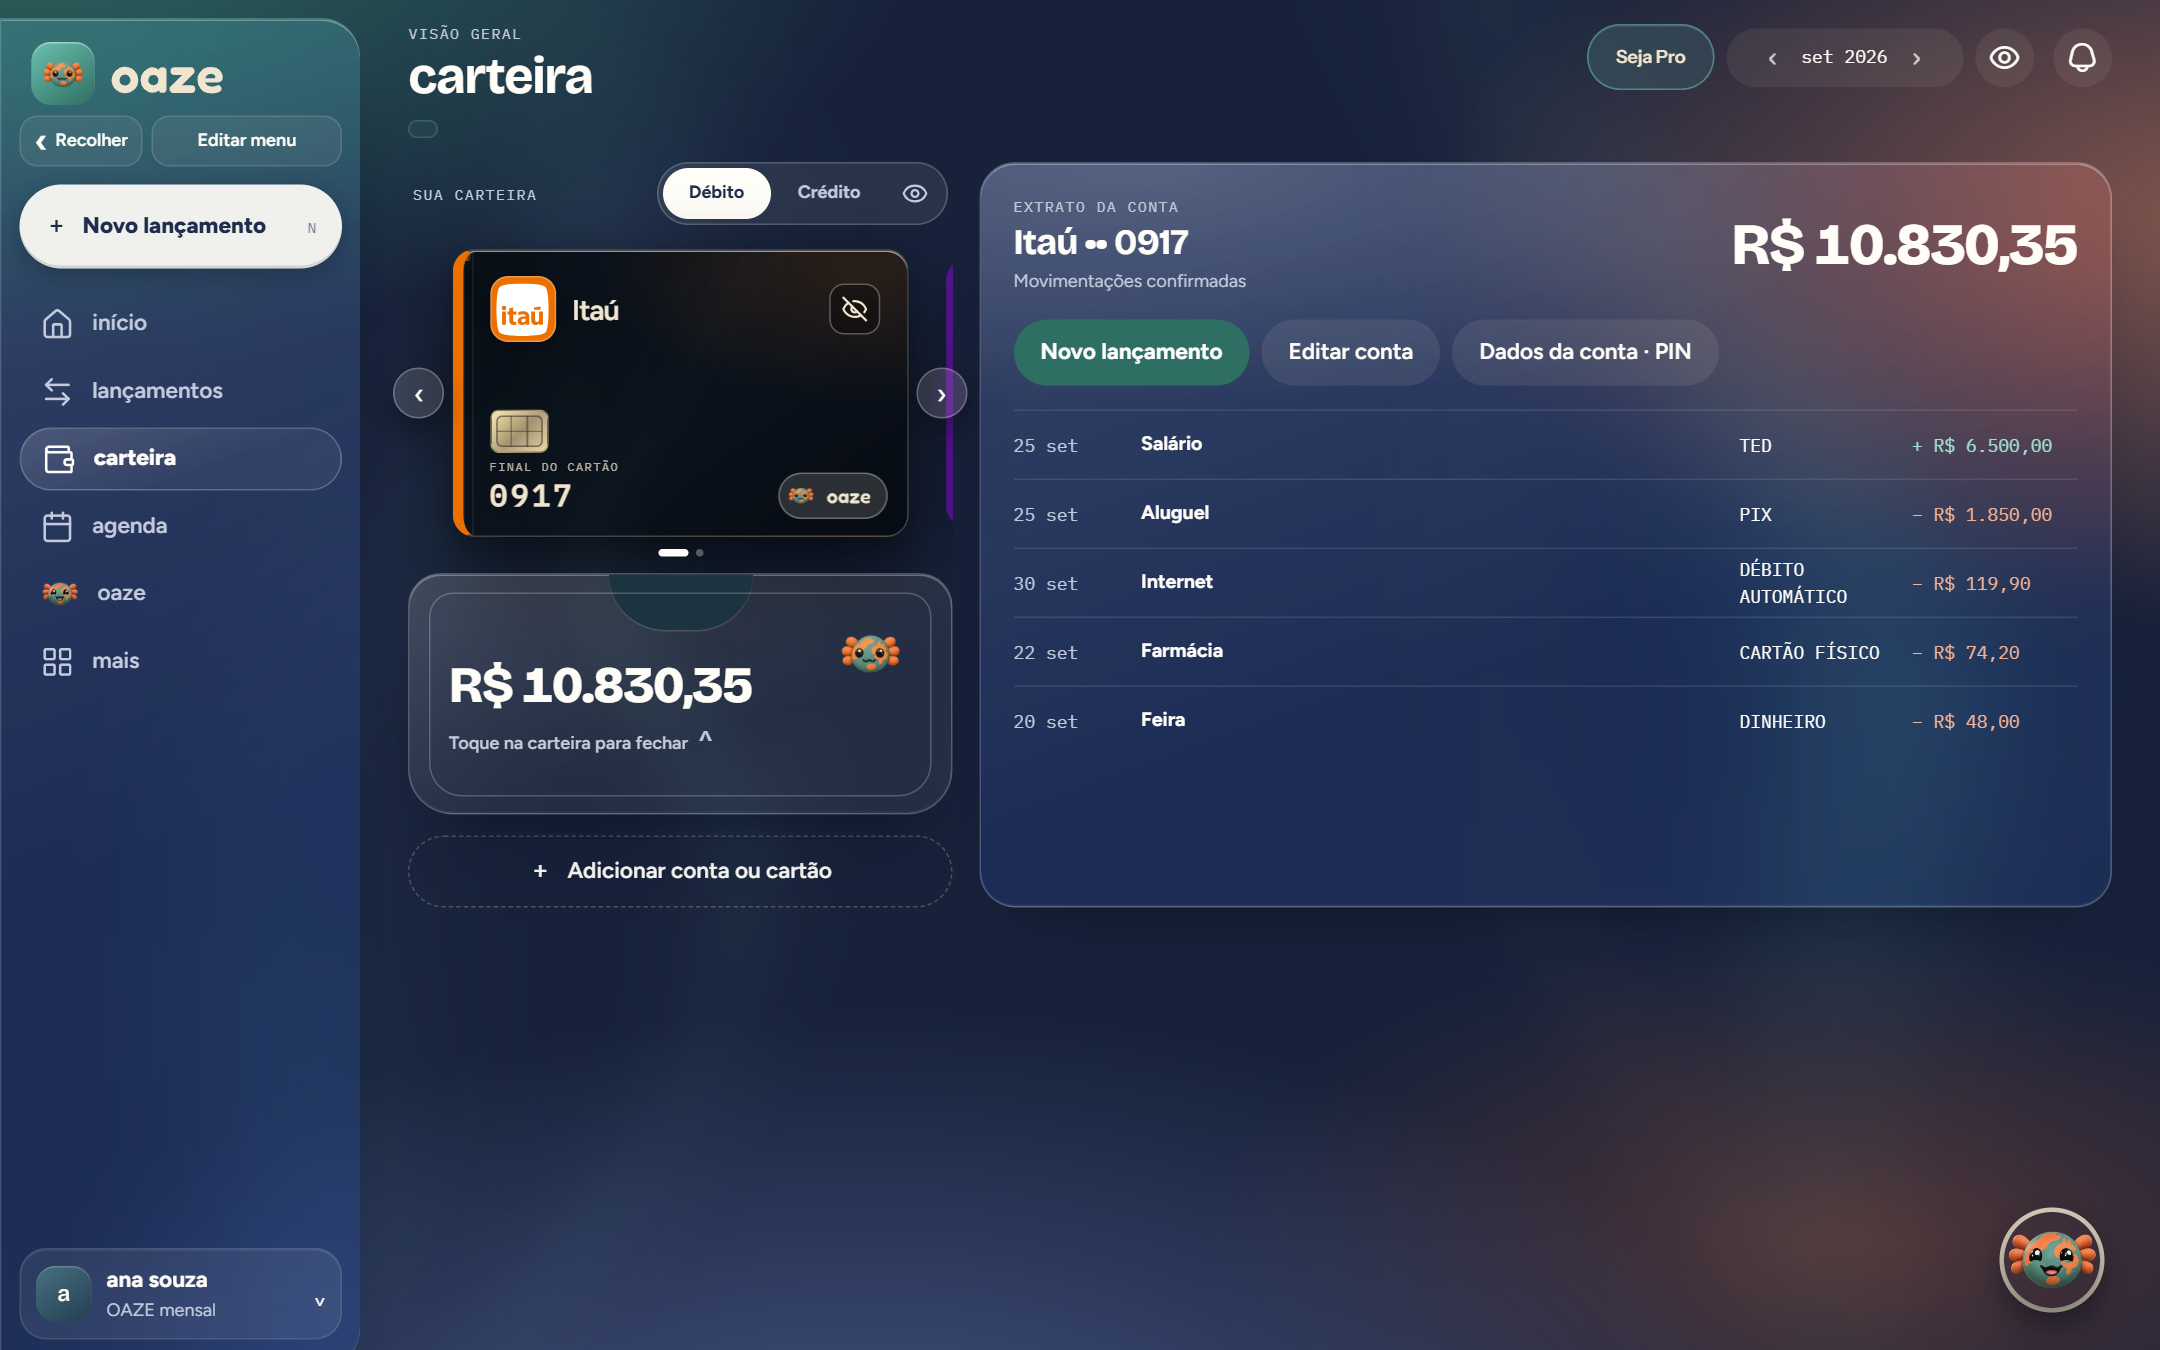 oaze
‹ Recolher
Editar menu
+ Novo lançamento N
início
lançamentos
carteira
agenda
oaze
mais
a
ana souza
OAZE mensal
VISÃO GERAL
carteira
Seja Pro
‹ set 2026 ›
SUA CARTEIRA
Débito
Crédito
itaú
Itaú
FINAL DO CARTÃO
0917
oaze
R$ 10.830,35
Toque na carteira para fechar ^
+ Adicionar conta ou cartão
EXTRATO DA CONTA
Itaú •• 0917
Movimentações confirmadas
R$ 10.830,35
Novo lançamento
Editar conta
Dados da conta · PIN
25 set Salário TED + R$ 6.500,00
25 set Aluguel PIX − R$ 1.850,00
30 set Internet DÉBITO AUTOMÁTICO − R$ 119,90
22 set Farmácia CARTÃO FÍSICO − R$ 74,20
20 set Feira DINHEIRO − R$ 48,00